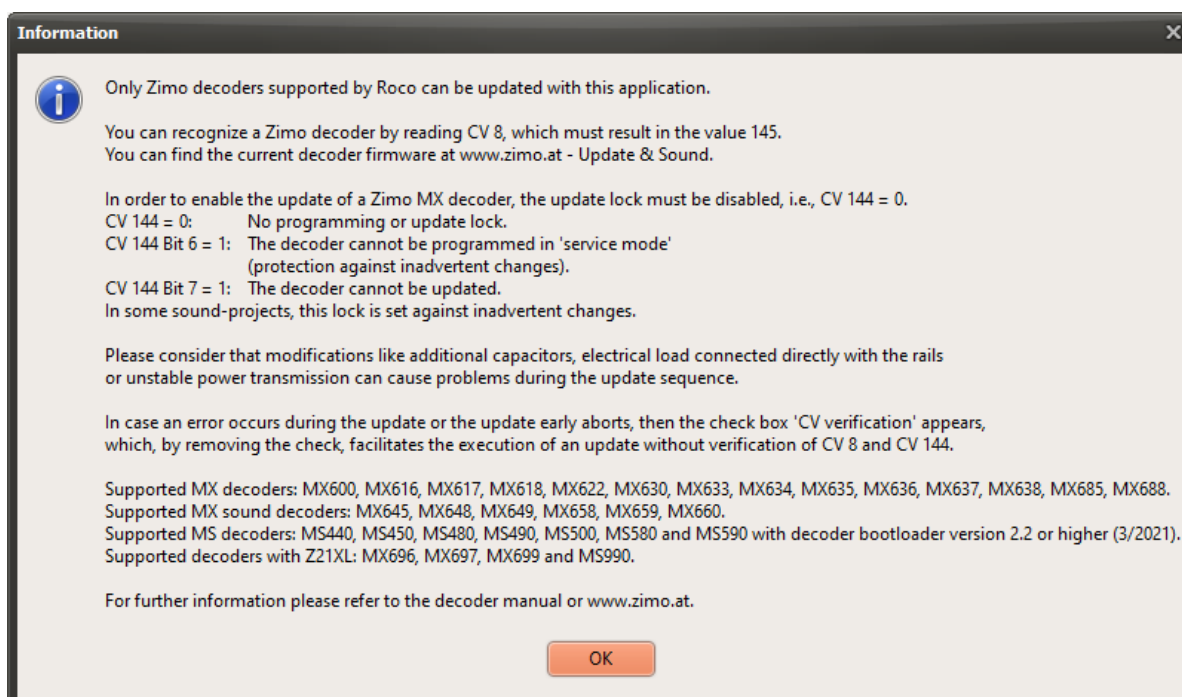 Information
Only Zimo decoders supported by Roco can be updated with this application.
You can recognize a Zimo decoder by reading CV 8, which must result in the value 145.
You can find the current decoder firmware at www.zimo.at - Update & Sound.
In order to enable the update of a Zimo MX decoder, the update lock must be disabled, i.e., CV 144 = 0.
CV 144 = 0: No programming or update lock.
CV 144 Bit 6 = 1: The decoder cannot be programmed in 'service mode'
(protection against inadvertent changes).
CV 144 Bit 7 = 1: The decoder cannot be updated.
In some sound-projects, this lock is set against inadvertent changes.
Please consider that modifications like additional capacitors, electrical load connected directly with the rails
or unstable power transmission can cause problems during the update sequence.
In case an error occurs during the update or the update early aborts, then the check box 'CV verification' appears,
which, by removing the check, facilitates the execution of an update without verification of CV 8 and CV 144.
Supported MX decoders: MX600, MX616, MX617, MX618, MX622, MX630, MX633, MX634, MX635, MX636, MX637, MX638, MX685, MX688.
Supported MX sound decoders: MX645, MX648, MX649, MX658, MX659, MX660.
Supported MS decoders: MS440, MS450, MS480, MS490, MS500, MS580 and MS590 with decoder bootloader version 2.2 or higher (3/2021).
Supported decoders with Z21XL: MX696, MX697, MX699 and MS990.
For further information please refer to the decoder manual or www.zimo.at.
OK